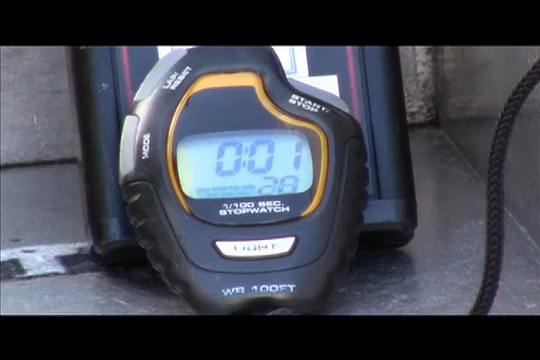 LAP/
RESET
START/
STOP
MODE
0:01
28
1/100 SEC.
STOPWATCH
LIGHT
WR 100FT